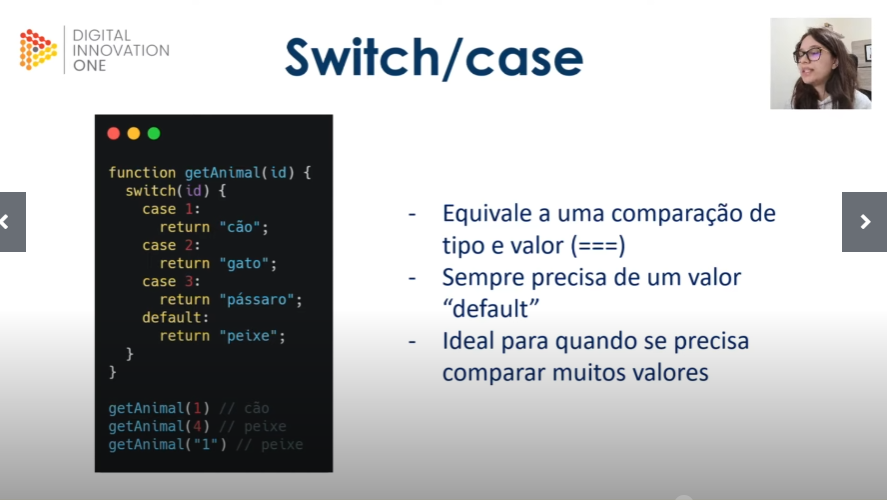 DIGITAL
INNOVATION
ONE
Switch/case
function getAnimal(id) {
switch(id) {
case 1:
return "cão";
case 2:
return "gato";
case 3:
return "pássaro";
default:
return "peixe";
}
}
getAnimal(1) // cão
getAnimal(4) // peixe
getAnimal("1") // peixe
- Equivale a uma comparação de
tipo e valor (===)
- Sempre precisa de um valor
“default”
- Ideal para quando se precisa
comparar muitos valores